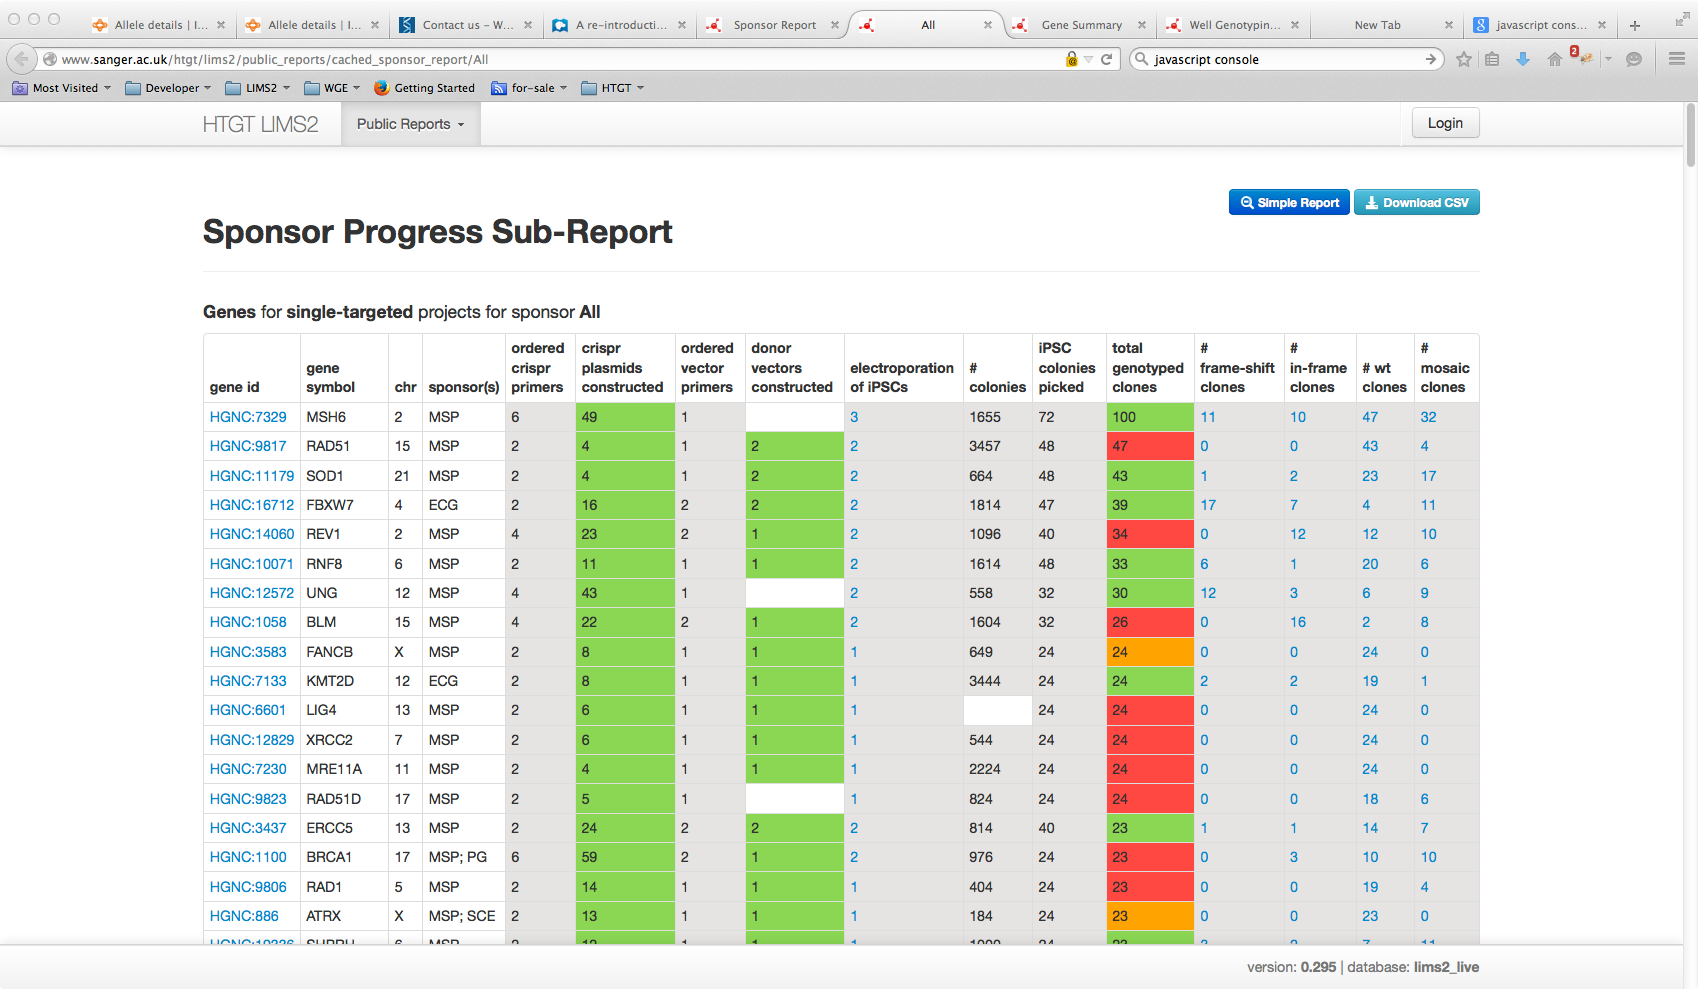 Allele details | I...
Allele details | I...
Contact us – W...
A re-introducti...
Sponsor Report
All
Gene Summary
Well Genotypin...
New Tab
javascript cons...
www.sanger.ac.uk/htgt/lims2/public_reports/cached_sponsor_report/All
javascript console
2
Most Visited
Developer
LIMS2
WGE
Getting Started
for-sale
HTGT
HTGT LIMS2
Public Reports
Login
Simple Report
Download CSV
Sponsor Progress Sub-Report
Genes for single-targeted projects for sponsor All
gene id gene symbol chr sponsor(s) ordered crispr primers crispr plasmids constructed ordered vector primers donor vectors constructed electroporation of iPSCs # colonies iPSC colonies picked total genotyped clones # frame-shift clones # in-frame clones # wt clones # mosaic clones
HGNC:7329 MSH6 2 MSP 6 49 1 3 1655 72 100 11 10 47 32
HGNC:9817 RAD51 15 MSP 2 4 1 2 2 3457 48 47 0 0 43 4
HGNC:11179 SOD1 21 MSP 2 4 1 2 2 664 48 43 1 2 23 17
HGNC:16712 FBXW7 4 ECG 2 16 2 2 2 1814 47 39 17 7 4 11
HGNC:14060 REV1 2 MSP 4 23 2 1 2 1096 40 34 0 12 12 10
HGNC:10071 RNF8 6 MSP 2 11 1 1 2 1614 48 33 6 1 20 6
HGNC:12572 UNG 12 MSP 4 43 1 2 558 32 30 12 3 6 9
HGNC:1058 BLM 15 MSP 4 22 2 1 2 1604 32 26 0 16 2 8
HGNC:3583 FANCB X MSP 2 8 1 1 1 649 24 24 0 0 24 0
HGNC:7133 KMT2D 12 ECG 2 8 1 1 1 3444 24 24 2 2 19 1
HGNC:6601 LIG4 13 MSP 2 6 1 1 1 24 24 0 0 24 0
HGNC:12829 XRCC2 7 MSP 2 6 1 1 1 544 24 24 0 0 24 0
HGNC:7230 MRE11A 11 MSP 2 4 1 1 1 2224 24 24 0 0 24 0
HGNC:9823 RAD51D 17 MSP 2 5 1 1 824 24 24 0 0 18 6
HGNC:3437 ERCC5 13 MSP 2 24 2 2 2 814 40 23 1 1 14 7
HGNC:1100 BRCA1 17 MSP; PG 6 59 2 1 2 976 24 23 0 3 10 10
HGNC:9806 RAD1 5 MSP 2 14 1 1 1 404 24 23 0 0 19 4
HGNC:886 ATRX X MSP; SCE 2 13 1 1 1 184 24 23 0 0 23 0
version: 0.295 | database: lims2_live